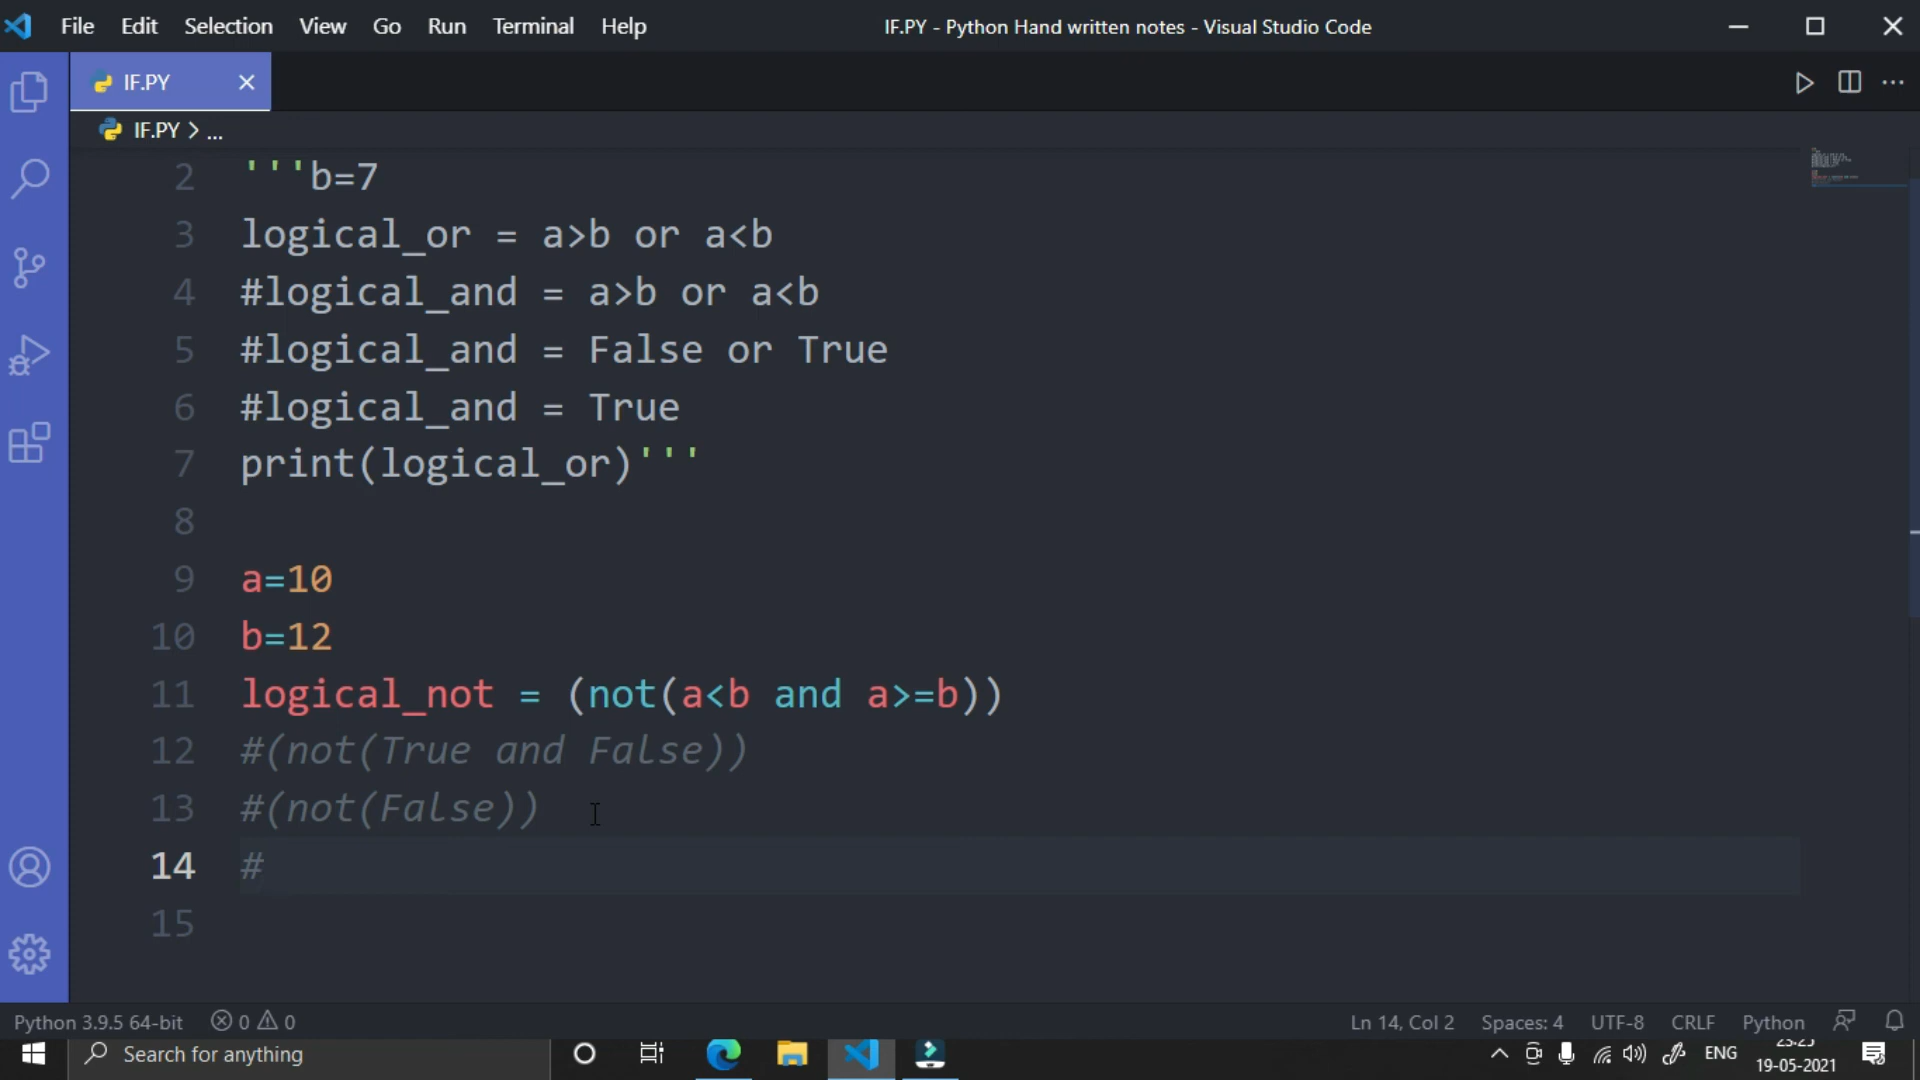 File Edit Selection View Go Run Terminal Help IF.PY - Python Hand written notes - Visual Studio Code
IF.PY
IF.PY > ...
2 '''b=7
3 logical_or = a>b or a<b
4 #logical_and = a>b or a<b
5 #logical_and = False or True
6 #logical_and = True
7 print(logical_or)'''
8
9 a=10
10 b=12
11 logical_not = (not(a<b and a>=b))
12 #(not(True and False))
13 #(not(False))
14 #
15
Python 3.9.5 64-bit 0 0 Ln 14, Col 2 Spaces: 4 UTF-8 CRLF Python
Search for anything ENG 23:25
19-05-2021